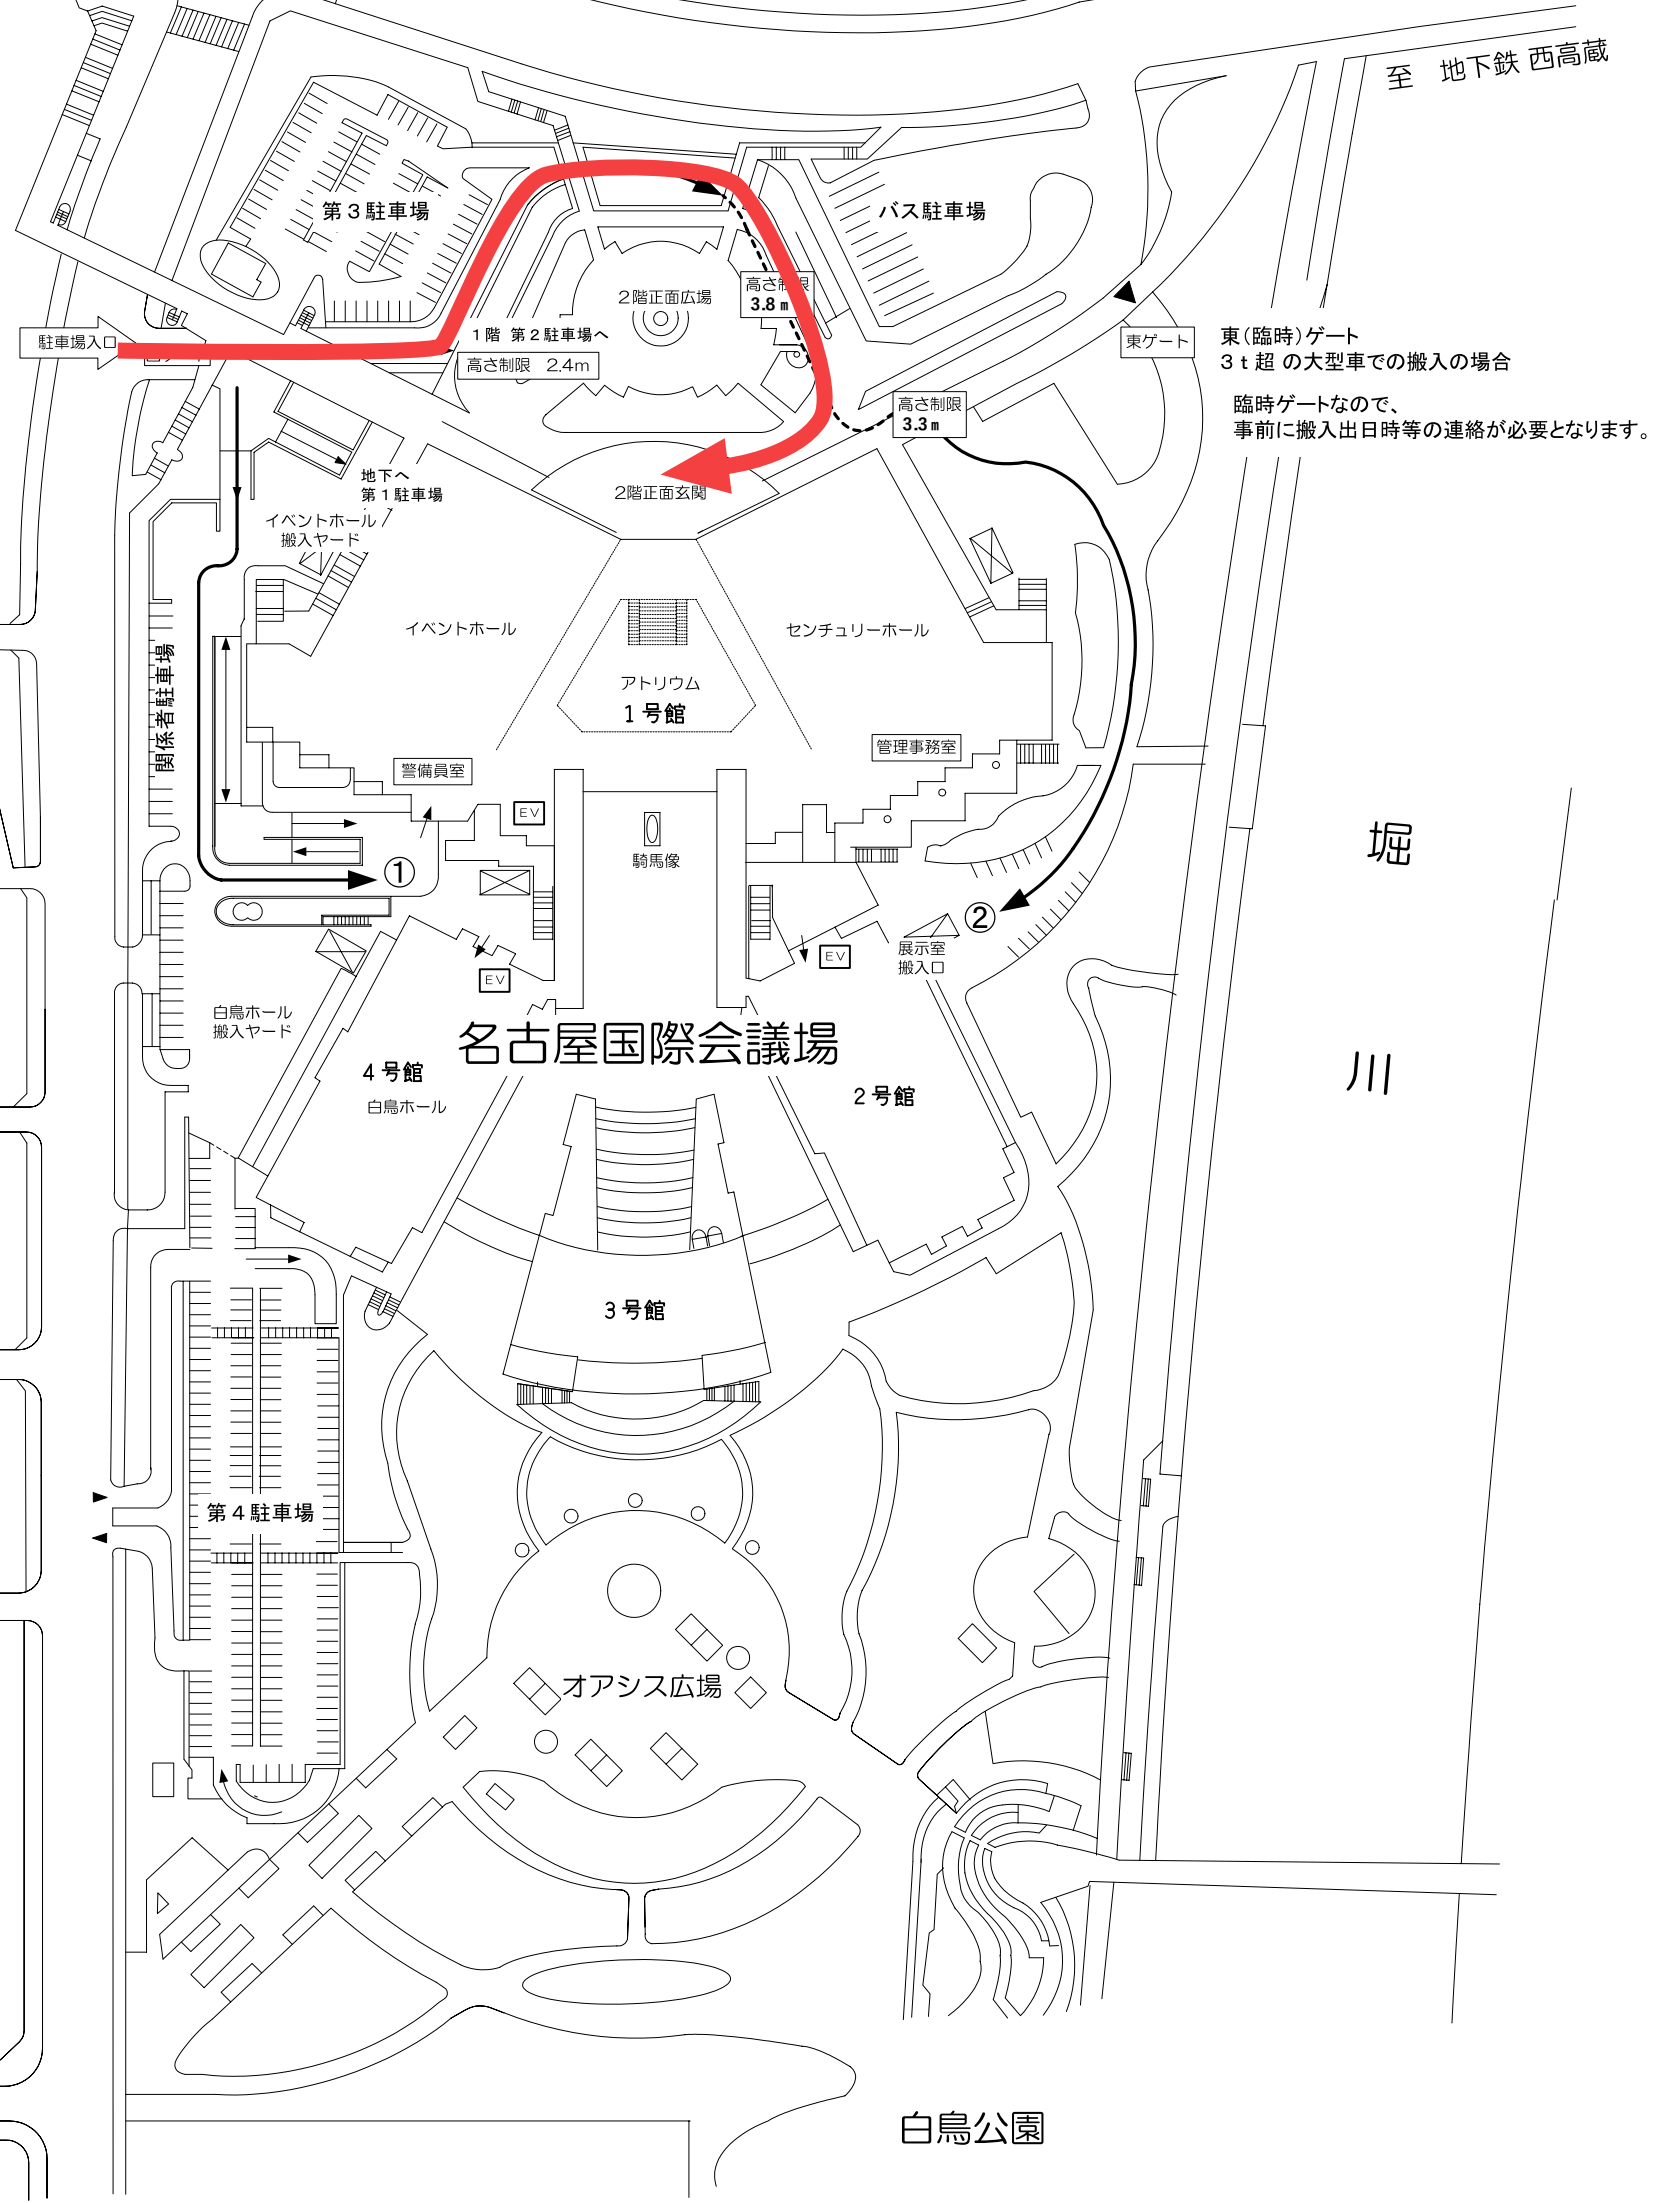 至　地下鉄 西高蔵
第３駐車場
バス駐車場
２階正面広場
高さ制限
3.8 m
駐車場入口
１階 第２駐車場へ
高さ制限　2.4m
東ゲート
東（臨時）ゲート
３ｔ超 の大型車での搬入の場合
臨時ゲートなので、
事前に搬入出日時等の連絡が必要となります。
高さ制限
3.3 m
地下へ
第１駐車場
２階正面玄関
イベントホール
搬入ヤード
イベントホール
センチュリーホール
関係者駐車場
アトリウム
１号館
管理事務室
警備員室
EV
騎馬像
堀
①
②
EV
EV
展示室
搬入口
白鳥ホール
搬入ヤード
名古屋国際会議場
川
４号館
白鳥ホール
２号館
３号館
第４駐車場
オアシス広場
白鳥公園